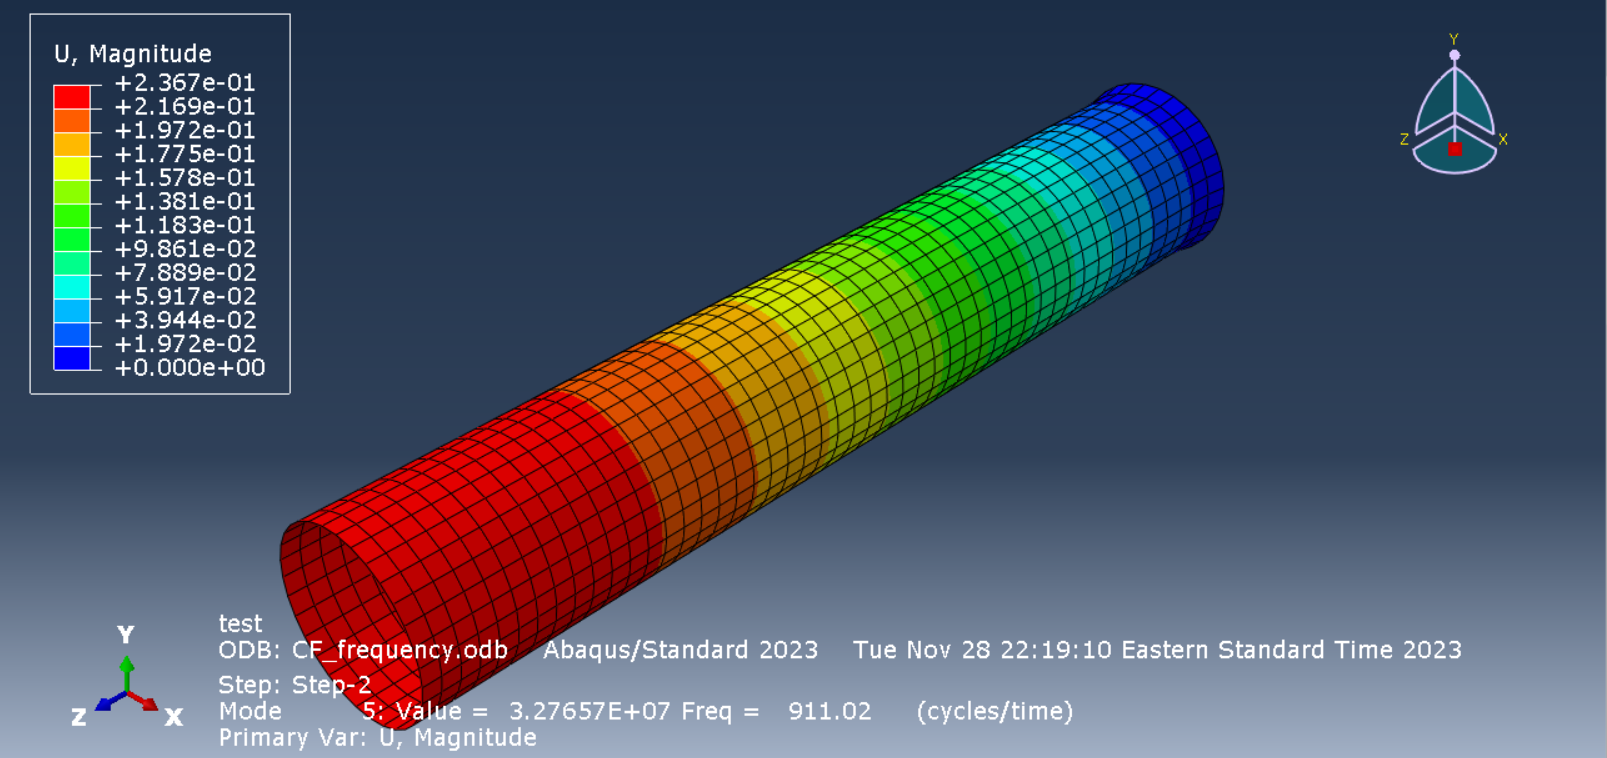 U, Magnitude
+2.367e-01
+2.169e-01
+1.972e-01
+1.775e-01
+1.578e-01
+1.381e-01
+1.183e-01
+9.861e-02
+7.889e-02
+5.917e-02
+3.944e-02
+1.972e-02
+0.000e+00
Y
Z
X
Y
Z
X
test
ODB: CF_frequency.odb Abaqus/Standard 2023 Tue Nov 28 22:19:10 Eastern Standard Time 2023
Step: Step-2
Mode 5: Value = 3.27657E+07 Freq = 911.02 (cycles/time)
Primary Var: U, Magnitude